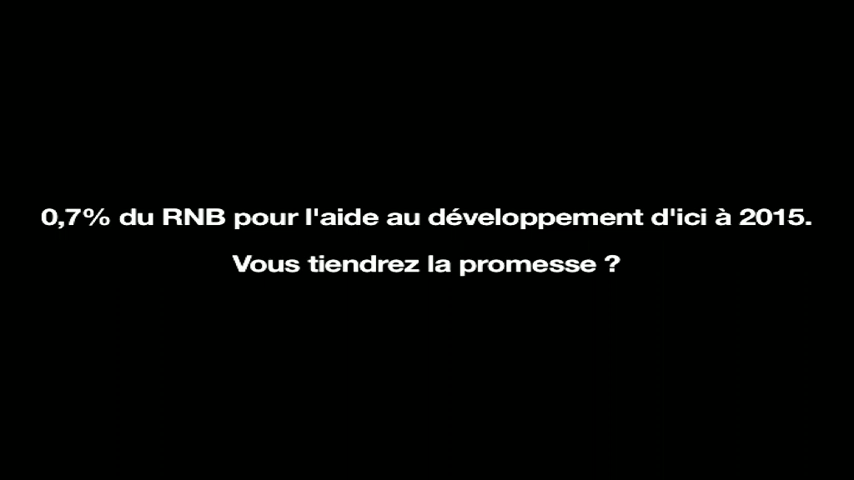 0,7% du RNB pour l'aide au développement d'ici à 2015.
Vous tiendrez la promesse ?